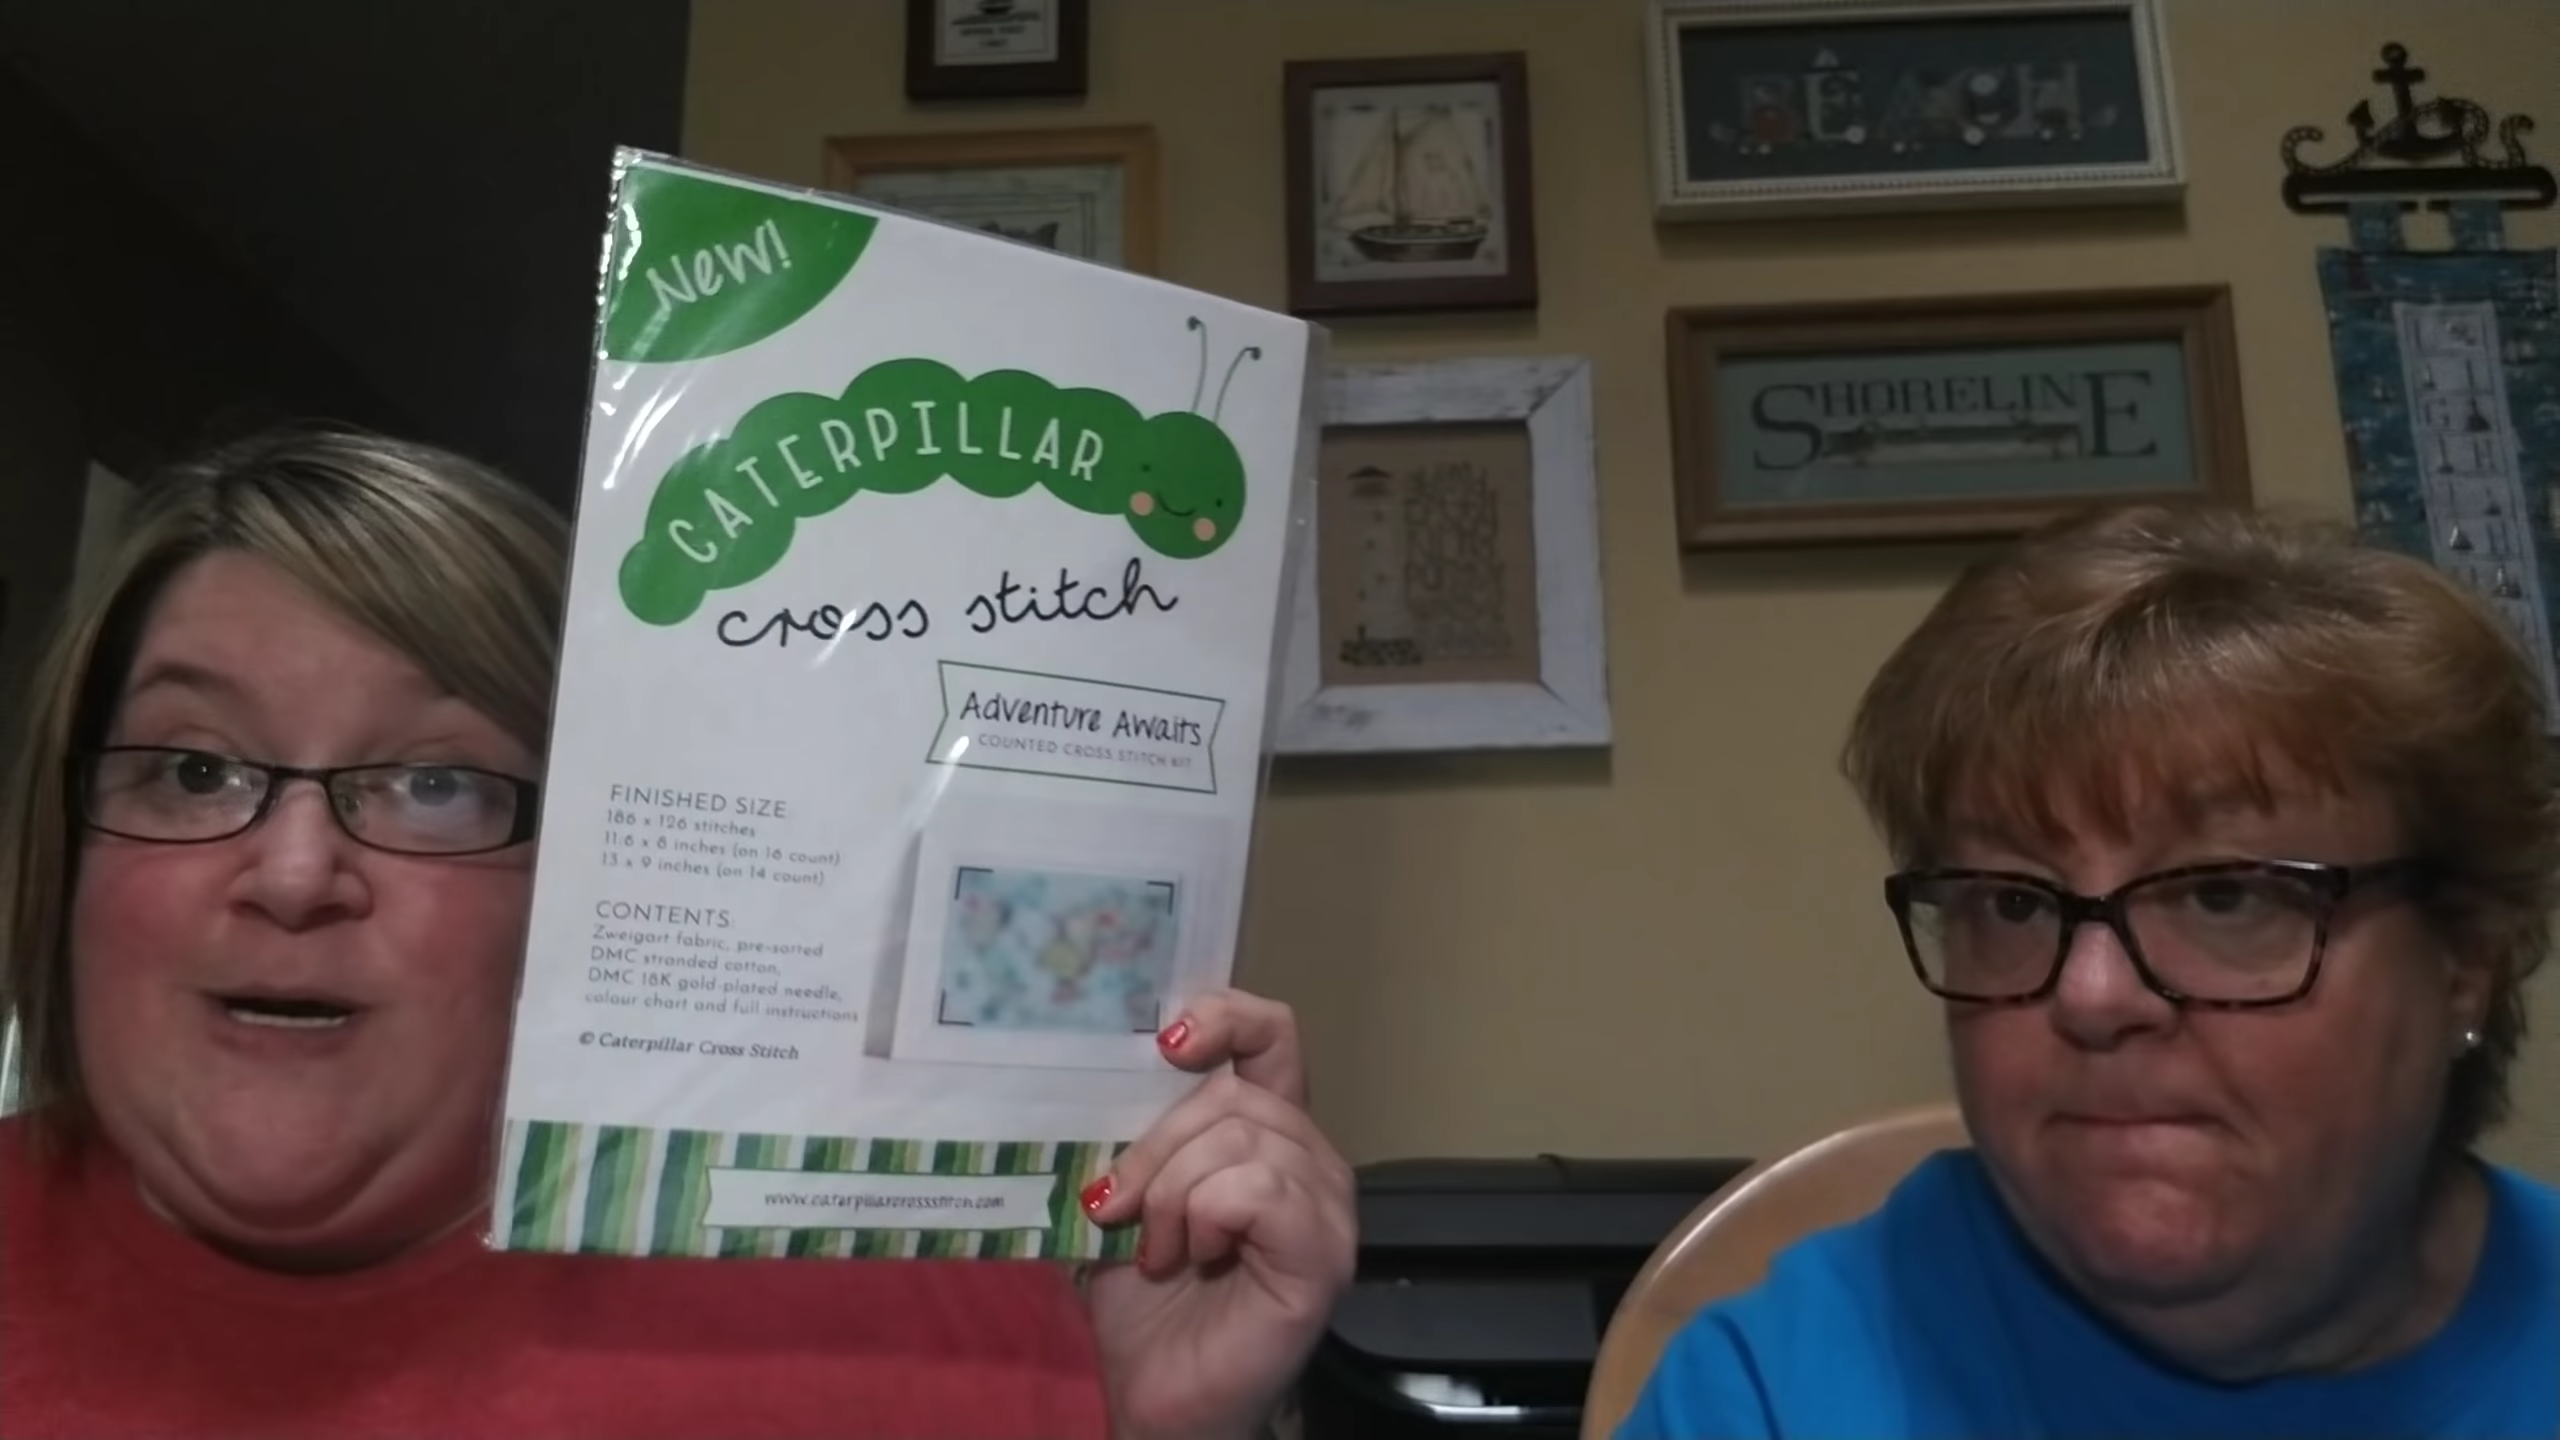 New!
CATERPILLAR
cross stitch
Adventure Awaits
COUNTED CROSS STITCH KIT
FINISHED SIZE
186 x 126 stitches
11.6 x 8 inches (on 16 count)
13 x 9 inches (on 14 count)
CONTENTS:
Zweigart fabric, pre-sorted
DMC stranded cotton,
DMC 18K gold-plated needle,
colour chart and full instructions
© Caterpillar Cross Stitch
www.caterpillarcrossstitch.com
BEACH
SHORELINE